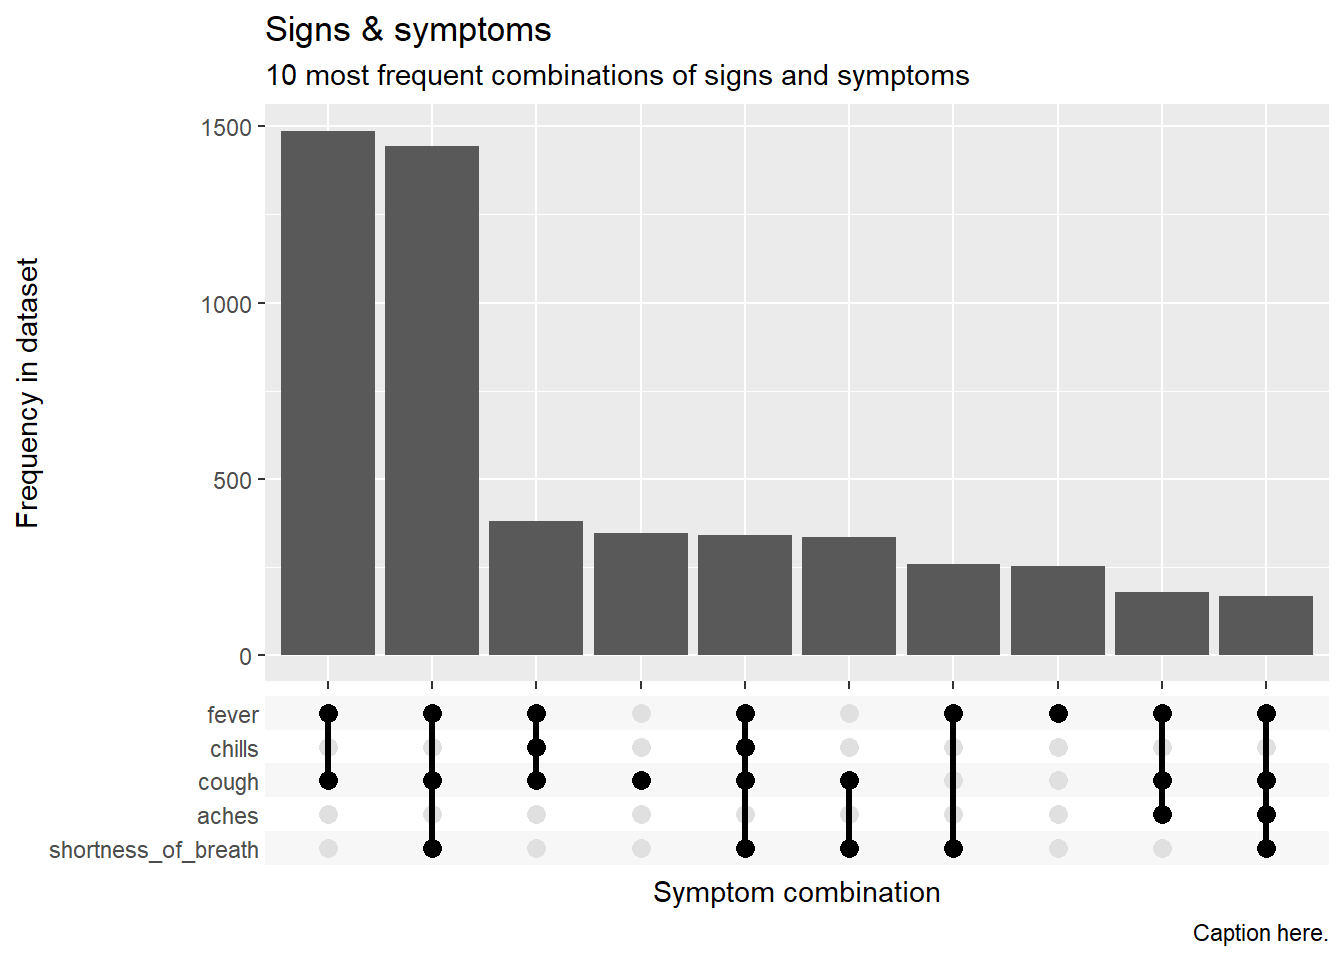 Signs & symptoms
10 most frequent combinations of signs and symptoms
Frequency in dataset
1500
1000
500
0
fever
chills
cough
aches
shortness_of_breath
Symptom combination
Caption here.